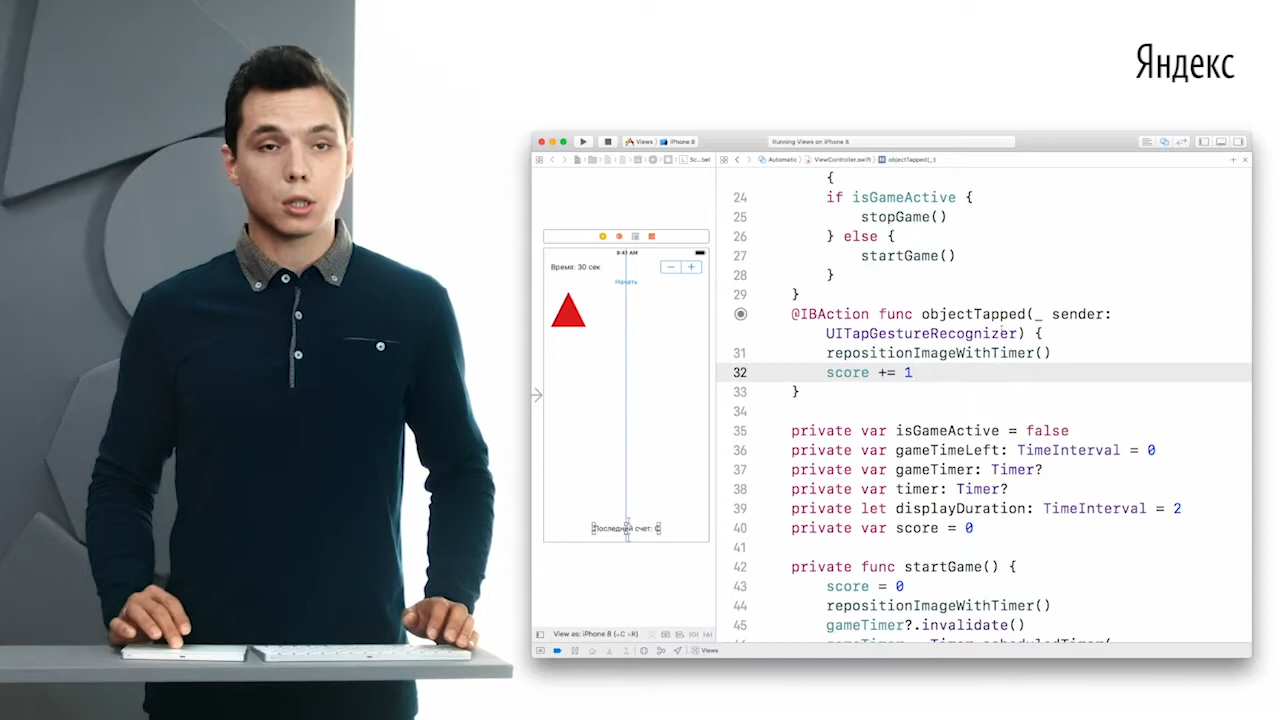 Яндекс
Views
iPhone 8
Running Views on iPhone 8
Automatic
ViewController.swift
objectTapped(_:)
9:41 AM
Время: 30 сек
− +
Начать
Последний счет: 0
View as: iPhone 8
Views
{
24 if isGameActive {
25 stopGame()
26 } else {
27 startGame()
28 }
29 }
@IBAction func objectTapped(_ sender:
UITapGestureRecognizer) {
31 repositionImageWithTimer()
32 score += 1
33 }
34
35 private var isGameActive = false
36 private var gameTimeLeft: TimeInterval = 0
37 private var gameTimer: Timer?
38 private var timer: Timer?
39 private let displayDuration: TimeInterval = 2
40 private var score = 0
41
42 private func startGame() {
43 score = 0
44 repositionImageWithTimer()
45 gameTimer?.invalidate()